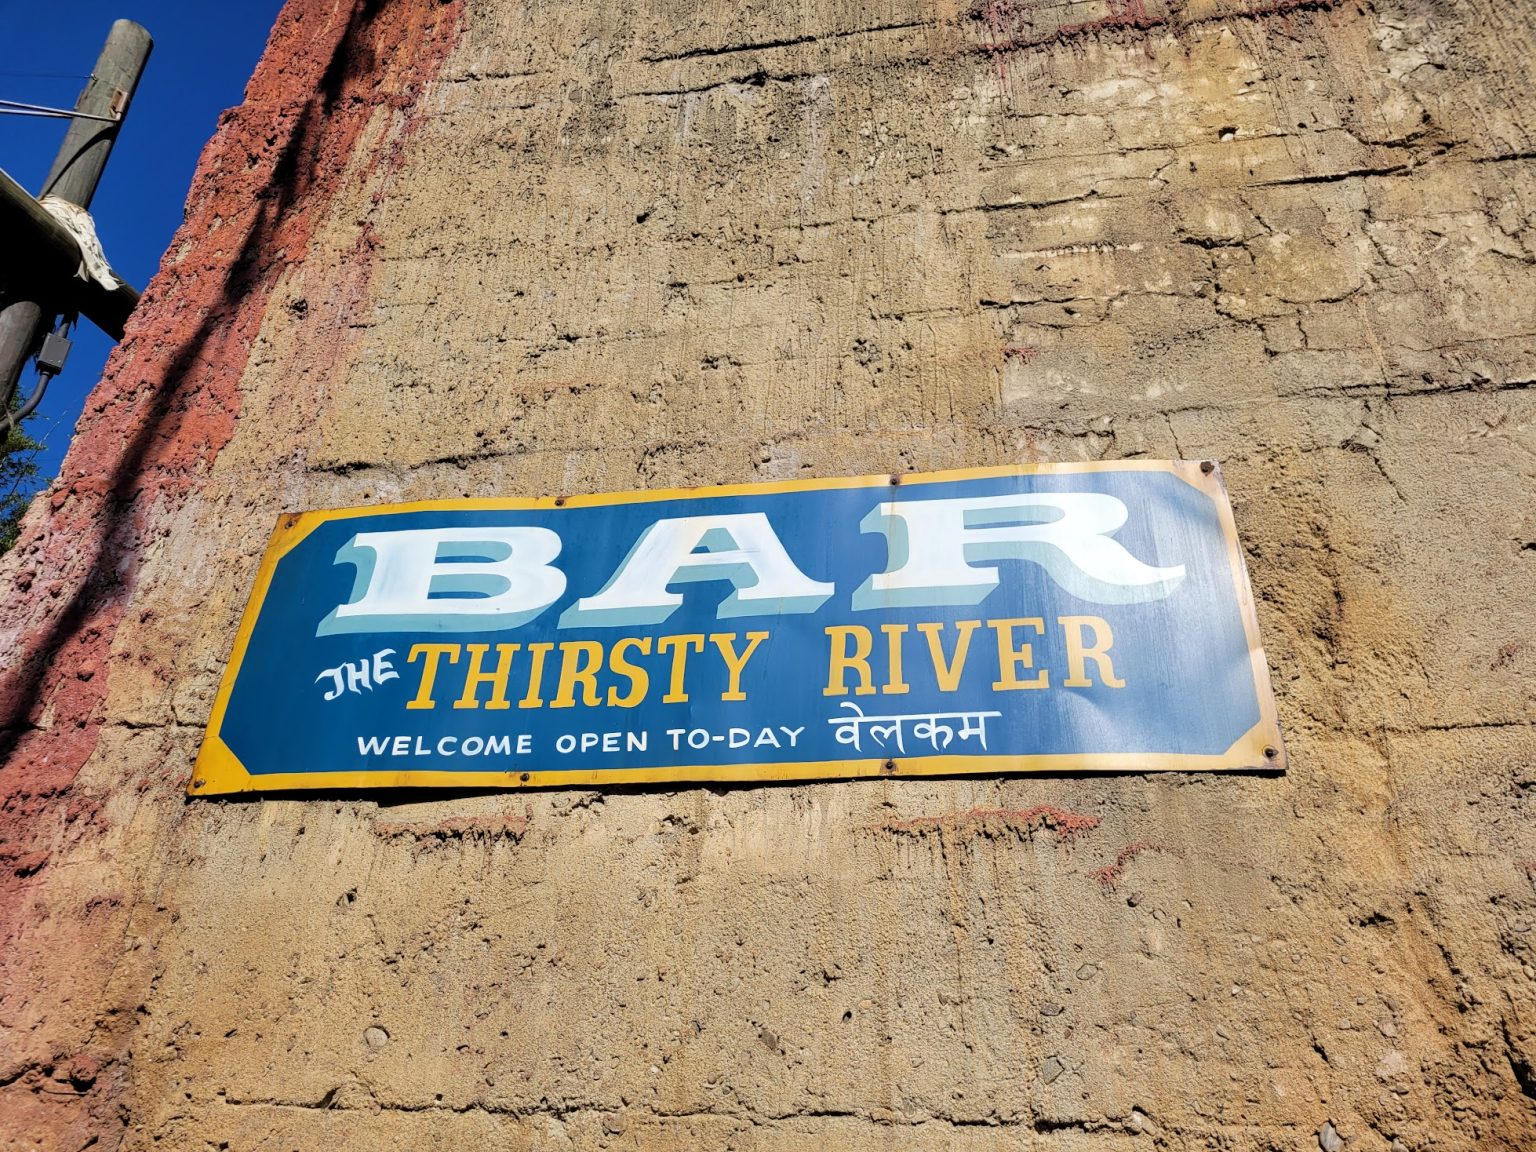 BAR
THE THIRSTY RIVER
WELCOME OPEN TO-DAY वेलकम